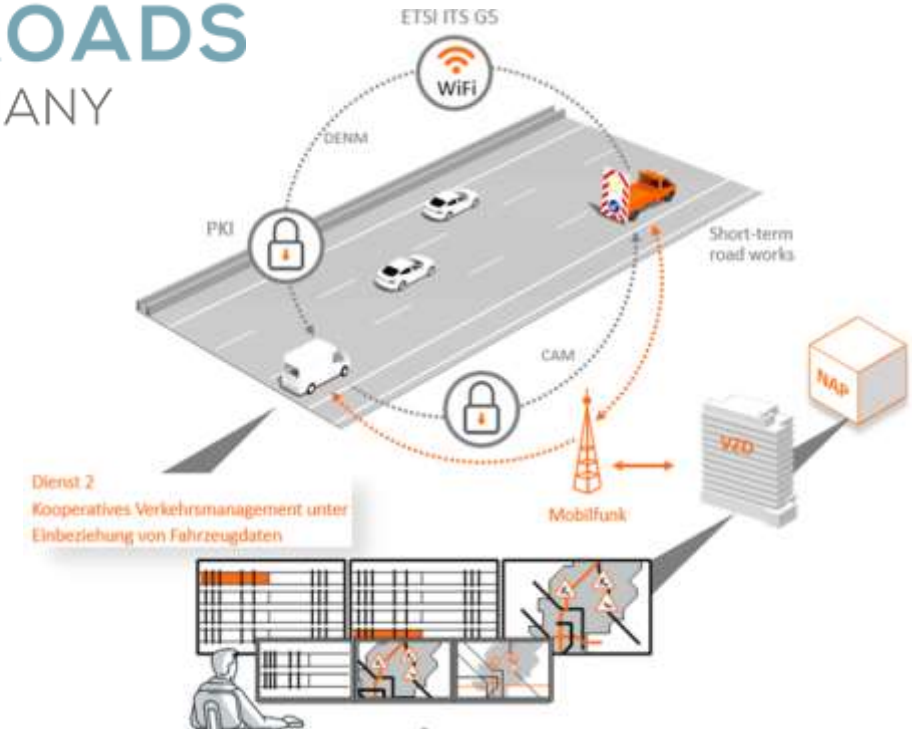 ROADS
ANY
ETSI ITS G5
WiFi
DENM
PKI
Short-term
road works
CAM
NAP
VZD
Mobilfunk
Dienst 2
Kooperatives Verkehrsmanagement unter
Einbeziehung von Fahrzeugdaten